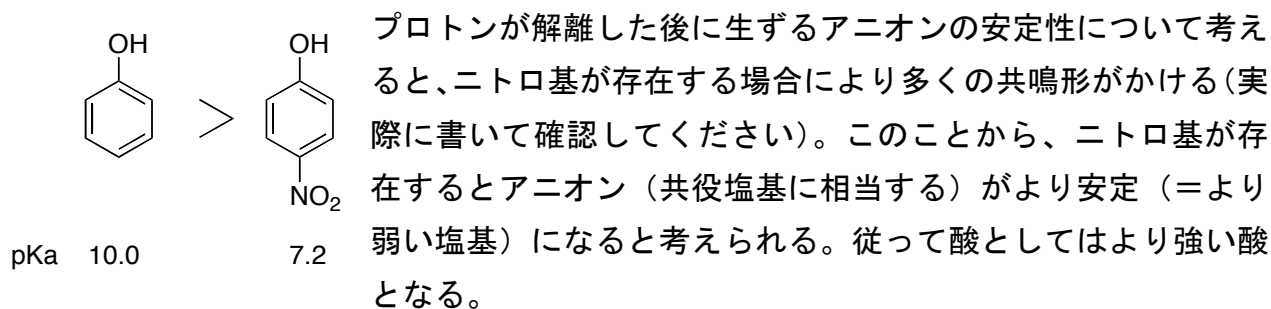 OH
OH
>
NO2
pKa 10.0 7.2
プロトンが解離した後に生ずるアニオンの安定性について考え
ると、ニトロ基が存在する場合により多くの共鳴形がかける（実
際に書いて確認してください）。このことから、ニトロ基が存
在するとアニオン（共役塩基に相当する）がより安定（＝より
弱い塩基）になると考えられる。従って酸としてはより強い酸
となる。